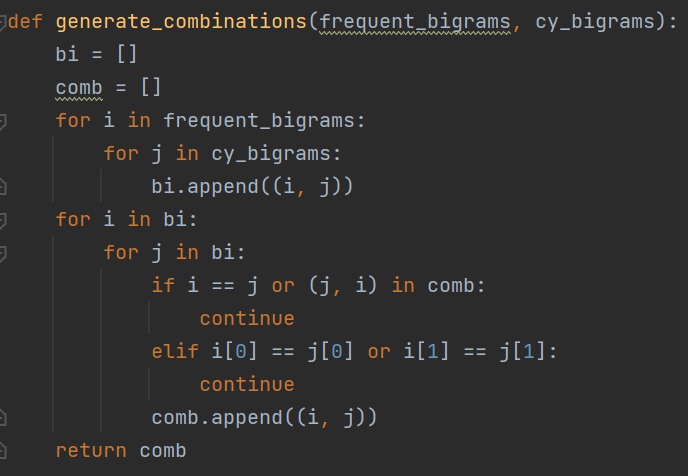 def generate_combinations(frequent_bigrams, cy_bigrams):
    bi = []
    comb = []
    for i in frequent_bigrams:
        for j in cy_bigrams:
            bi.append((i, j))
    for i in bi:
        for j in bi:
            if i == j or (j, i) in comb:
                continue
            elif i[0] == j[0] or i[1] == j[1]:
                continue
            comb.append((i, j))
    return comb